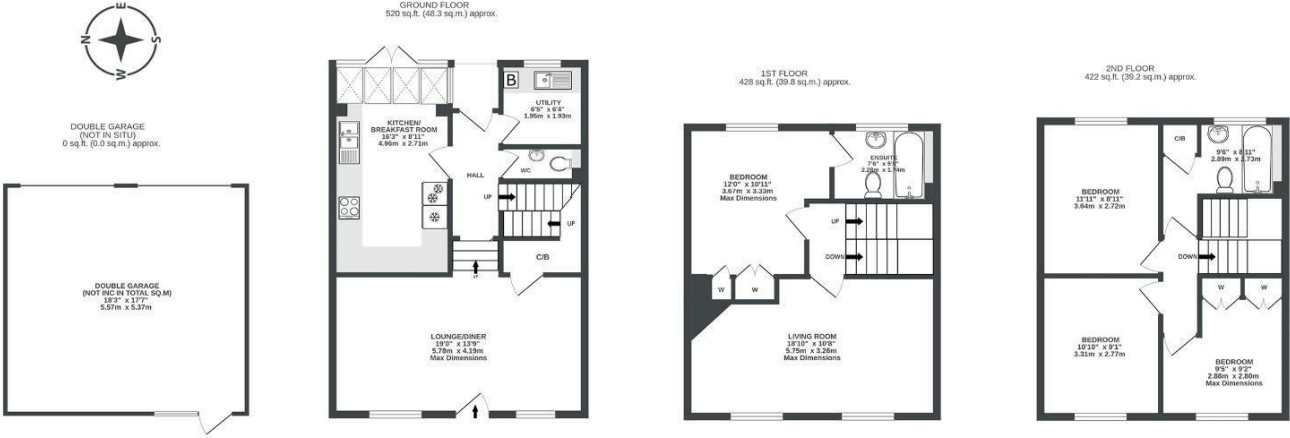 E
N
S
W
DOUBLE GARAGE
(NOT IN SITU)
0 sq.ft. (0.0 sq.m.) approx.
DOUBLE GARAGE
(NOT INC IN TOTAL SQ.M)
18'3" x 17'7"
5.57m x 5.37m
GROUND FLOOR
520 sq.ft. (48.3 sq.m.) approx.
B
UTILITY
6'5" x 6'4"
1.95m x 1.93m
KITCHEN/
BREAKFAST ROOM
16'3" x 8'11"
4.96m x 2.71m
WC
HALL
UP
UP
C/B
LOUNGE/DINER
19'0" x 13'9"
5.78m x 4.19m
Max Dimensions
1ST FLOOR
428 sq.ft. (39.8 sq.m.) approx.
ENSUITE
7'6" x 5'9"
2.28m x 1.74m
BEDROOM
12'0" x 10'11"
3.67m x 3.33m
Max Dimensions
UP
DOWN
W
W
LIVING ROOM
18'10" x 10'8"
5.75m x 3.26m
Max Dimensions
2ND FLOOR
422 sq.ft. (39.2 sq.m.) approx.
C/B
9'6" x 8'11"
2.89m x 2.73m
BEDROOM
11'11" x 8'11"
3.64m x 2.72m
DOWN
W
W
BEDROOM
10'10" x 9'1"
3.31m x 2.77m
BEDROOM
9'5" x 9'2"
2.88m x 2.80m
Max Dimensions